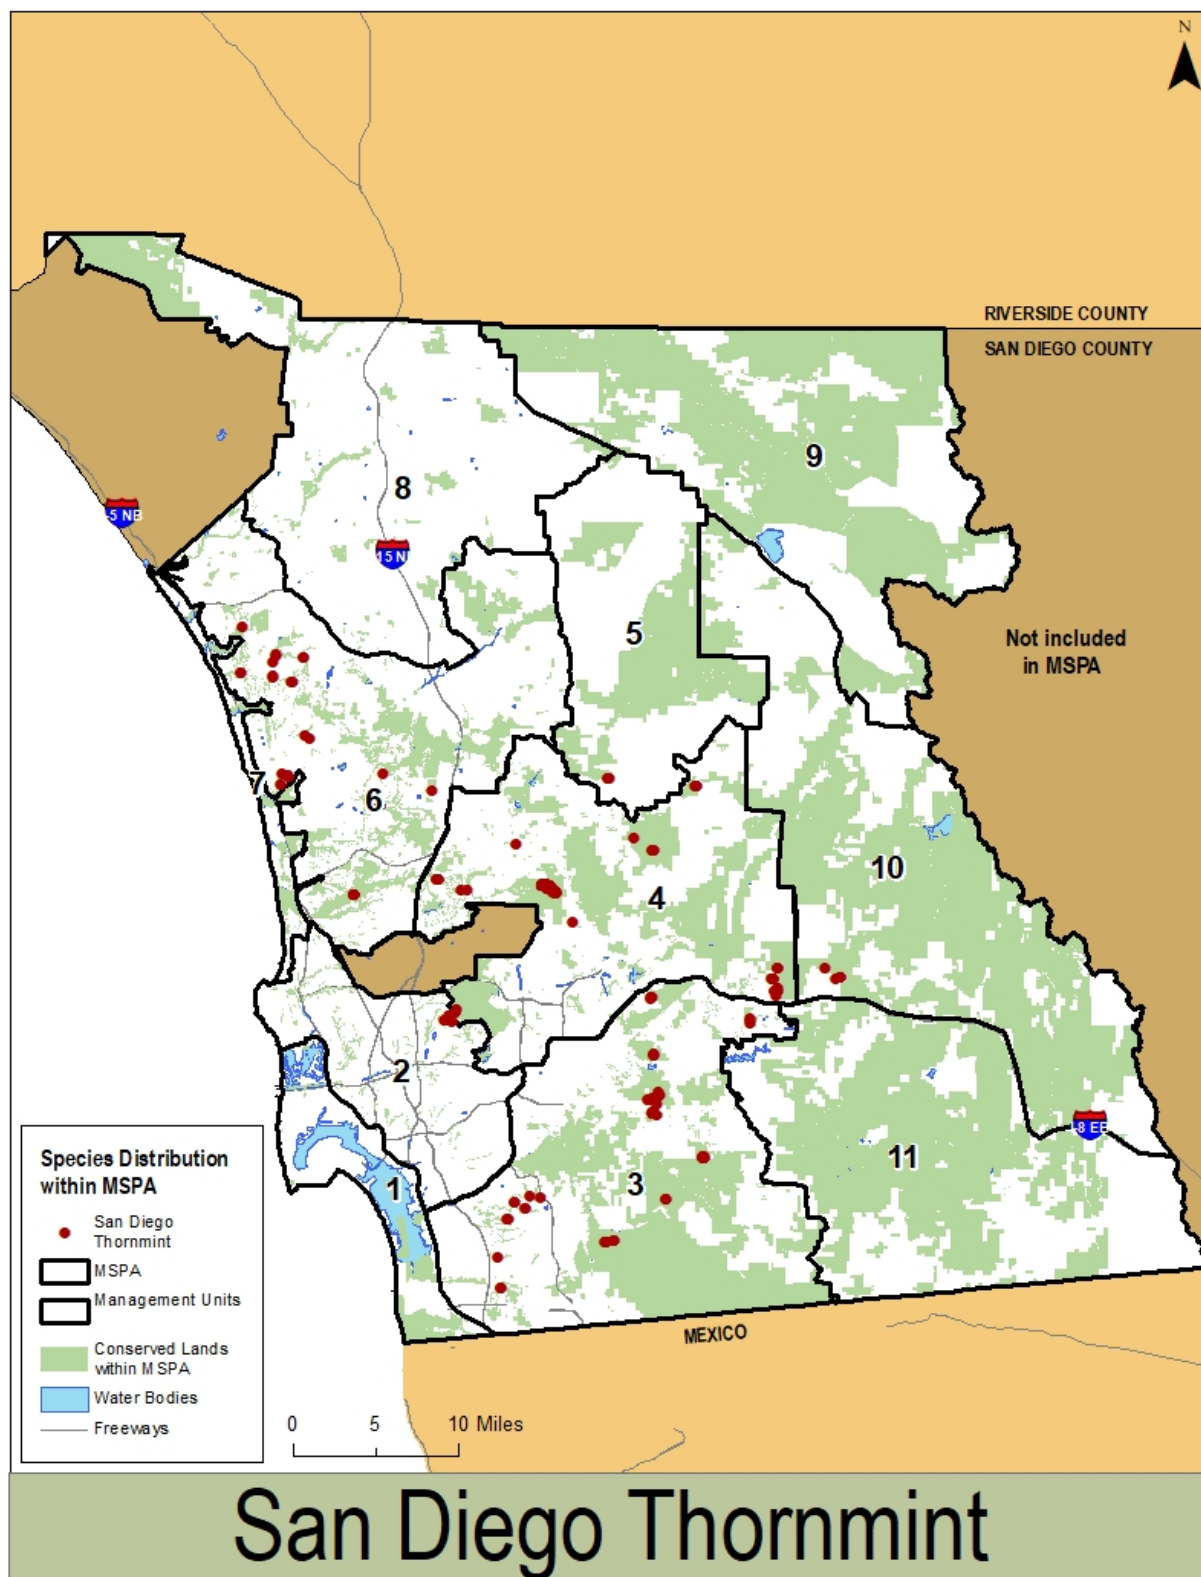 N
RIVERSIDE COUNTY
SAN DIEGO COUNTY
9
8
-5 NB
15 N
5
Not included
in MSPA
7
6
10
4
2
8 EE
11
3
1
Species Distribution
within MSPA
San Diego
Thornmint
MSPA
Management Units
Conserved Lands
within MSPA
Water Bodies
Freeways
MEXICO
0 5 10 Miles
San Diego Thornmint